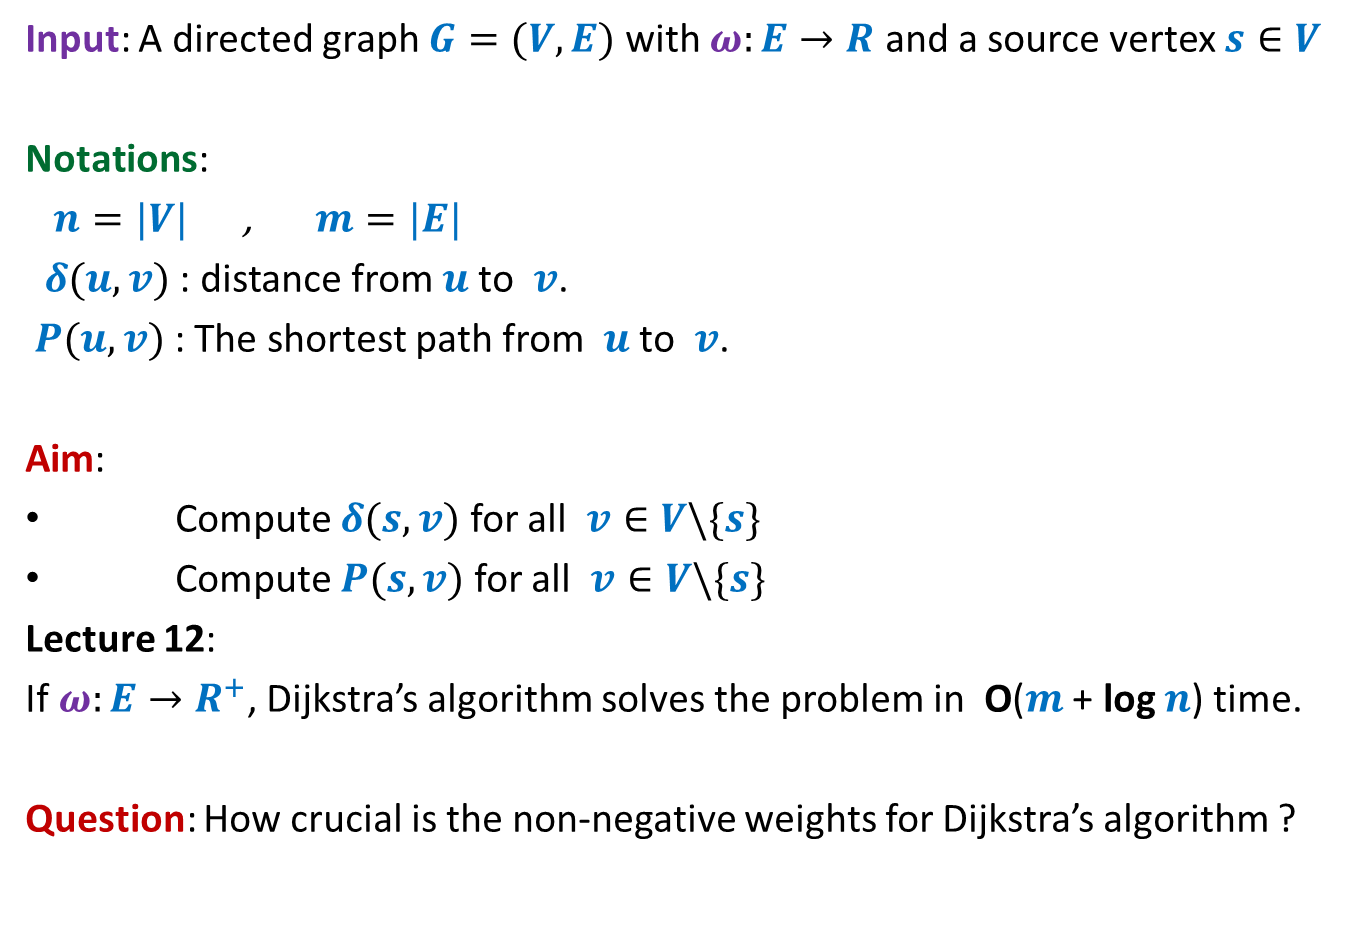 Input: A directed graph G = (V, E) with ω: E → R and a source vertex s ∈ V
Notations:
n = |V| , m = |E|
δ(u, v) : distance from u to v.
P(u, v) : The shortest path from u to v.
Aim:
• Compute δ(s, v) for all v ∈ V\{s}
• Compute P(s, v) for all v ∈ V\{s}
Lecture 12:
If ω: E → R⁺, Dijkstra’s algorithm solves the problem in O(m + log n) time.
Question: How crucial is the non-negative weights for Dijkstra’s algorithm ?